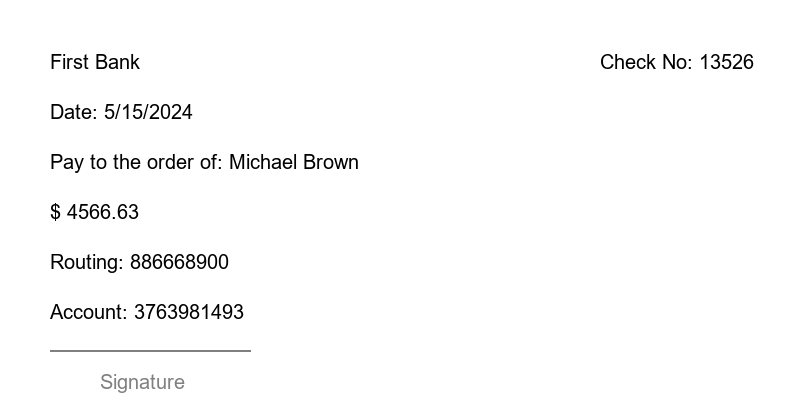 First Bank
Check No: 13526
Date: 5/15/2024
Pay to the order of: Michael Brown
$ 4566.63
Routing: 886668900
Account: 3763981493
Signature